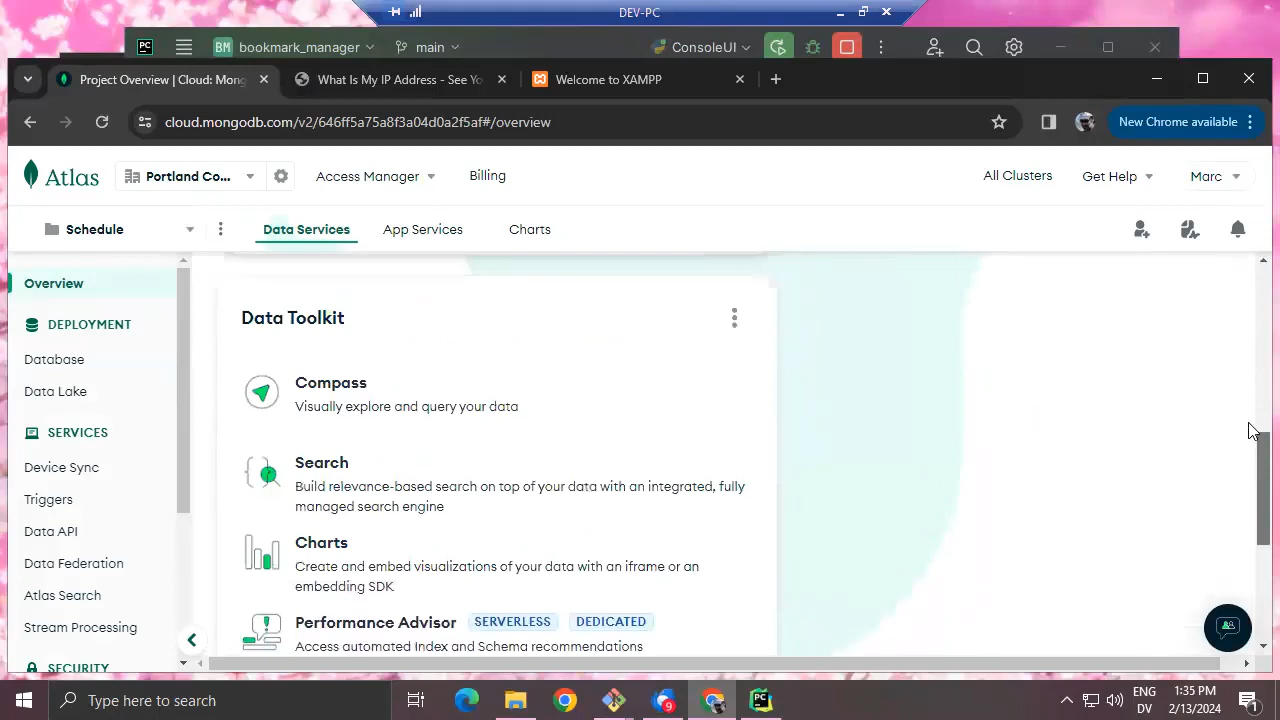 DEV-PC
PC
BM bookmark_manager
main
ConsoleUI
Project Overview | Cloud: Mong
What Is My IP Address - See Yo
Welcome to XAMPP
cloud.mongodb.com/v2/646ff5a75a8f3a04d0a2f5af#/overview
New Chrome available
Atlas
Portland Co...
Access Manager
Billing
All Clusters
Get Help
Marc
Schedule
Data Services
App Services
Charts
Overview
DEPLOYMENT
Database
Data Lake
SERVICES
Device Sync
Triggers
Data API
Data Federation
Atlas Search
Stream Processing
SECURITY
Data Toolkit
Compass
Visually explore and query your data
Search
Build relevance-based search on top of your data with an integrated, fully
managed search engine
Charts
Create and embed visualizations of your data with an iframe or an
embedding SDK
Performance Advisor SERVERLESS DEDICATED
Access automated Index and Schema recommendations
Type here to search
9
PC
ENG
DV
1:35 PM
2/13/2024
1